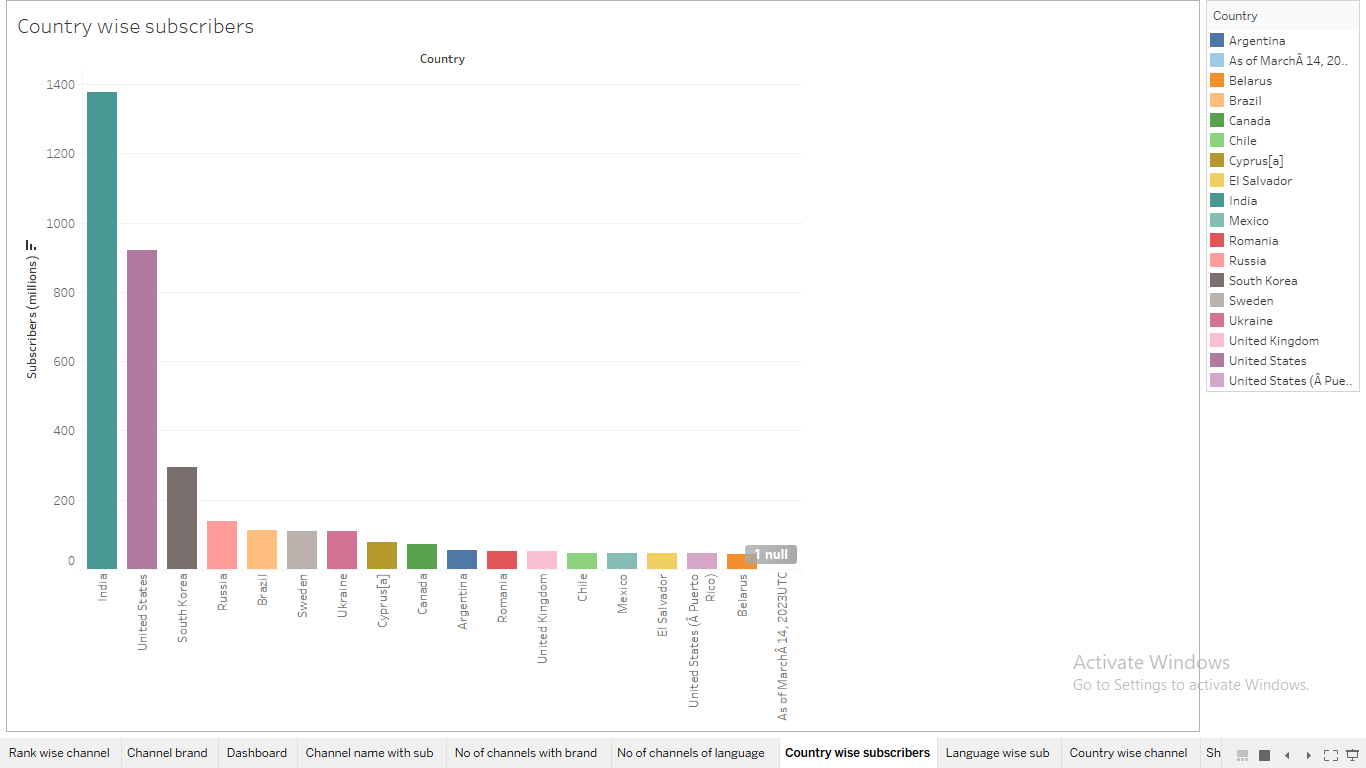 Country wise subscribers
Country
1400
1200
1000
800
600
400
200
0
Subscribers (millions)
India
United States
South Korea
Russia
Brazil
Sweden
Ukraine
Cyprus[a]
Canada
Argentina
Romania
United Kingdom
Chile
Mexico
El Salvador
United States (Â Puerto
Rico)
Belarus
As of MarchÂ 14, 2023UTC
1 null
Country
Argentina
As of MarchÂ 14, 20..
Belarus
Brazil
Canada
Chile
Cyprus[a]
El Salvador
India
Mexico
Romania
Russia
South Korea
Sweden
Ukraine
United Kingdom
United States
United States (Â Pue..
Activate Windows
Go to Settings to activate Windows.
Rank wise channel Channel brand Dashboard Channel name with sub No of channels with brand No of channels of language Country wise subscribers Language wise sub Country wise channel Sh